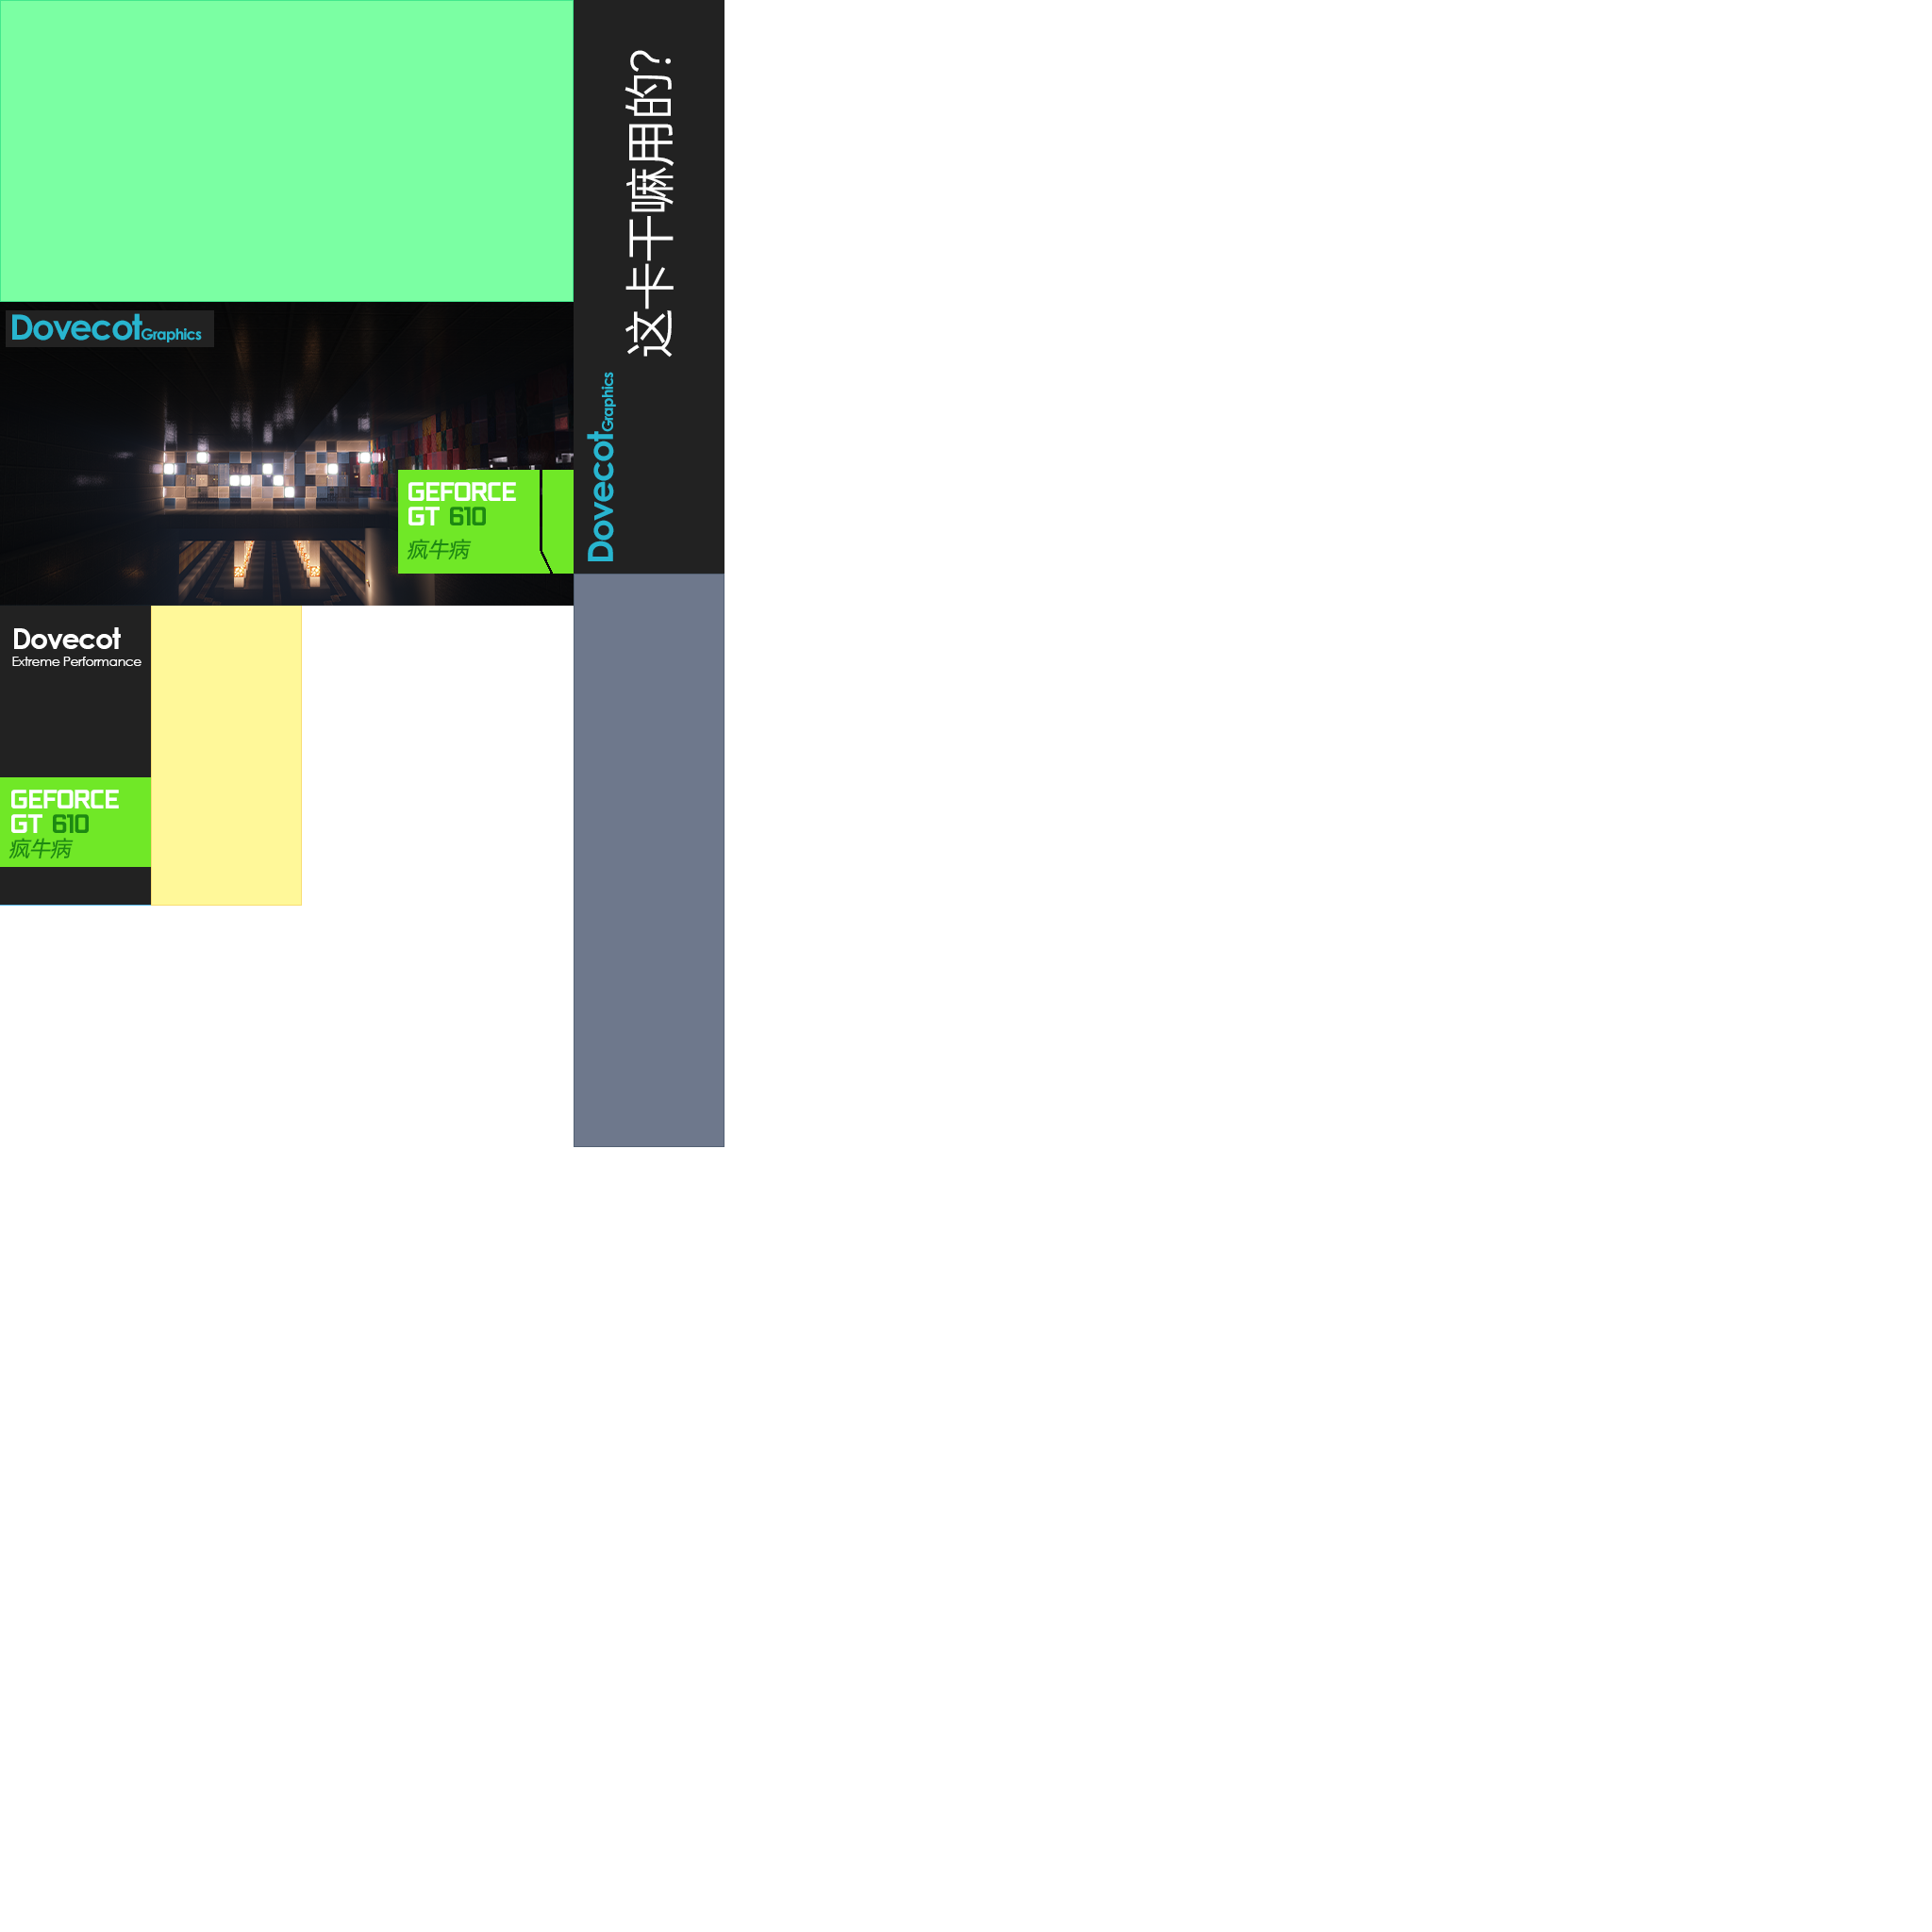 这卡干嘛用的?
DovecotGraphics
DovecotGraphics
GEFORCE
GT 610
疯牛病
Dovecot
Extreme Performance
GEFORCE
GT 610
疯牛病